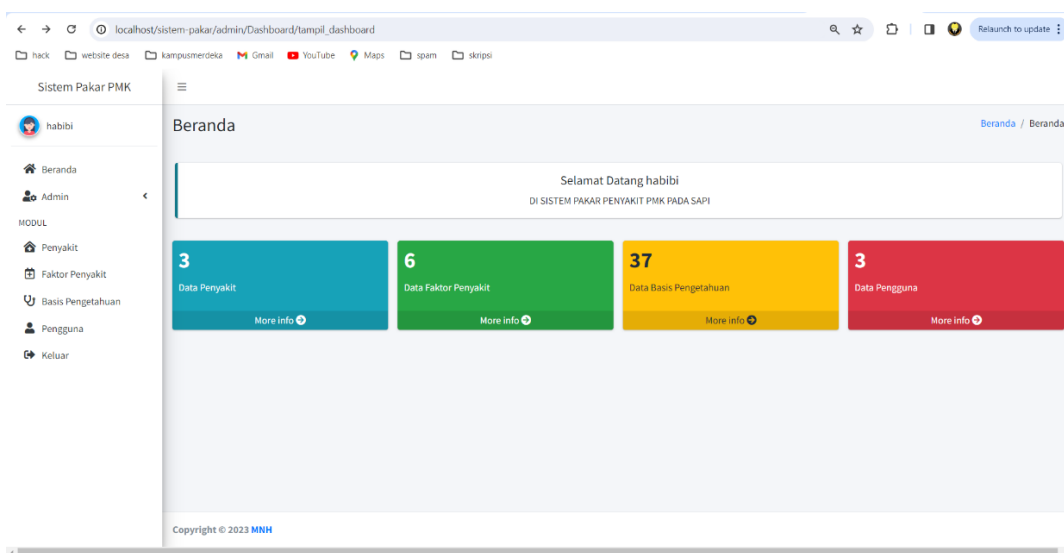 localhost/sistem-pakar/admin/Dashboard/tampil_dashboard
Relaunch to update
hack website desa kampusmerdeka Gmail YouTube Maps spam skripsi
Sistem Pakar PMK
habibi
Beranda
Admin
MODUL
Penyakit
Faktor Penyakit
Basis Pengetahuan
Pengguna
Keluar
Beranda
Beranda / Beranda
Selamat Datang habibi
DI SISTEM PAKAR PENYAKIT PMK PADA SAPI
3
Data Penyakit
More info
6
Data Faktor Penyakit
More info
37
Data Basis Pengetahuan
More info
3
Data Pengguna
More info
Copyright © 2023 MNH